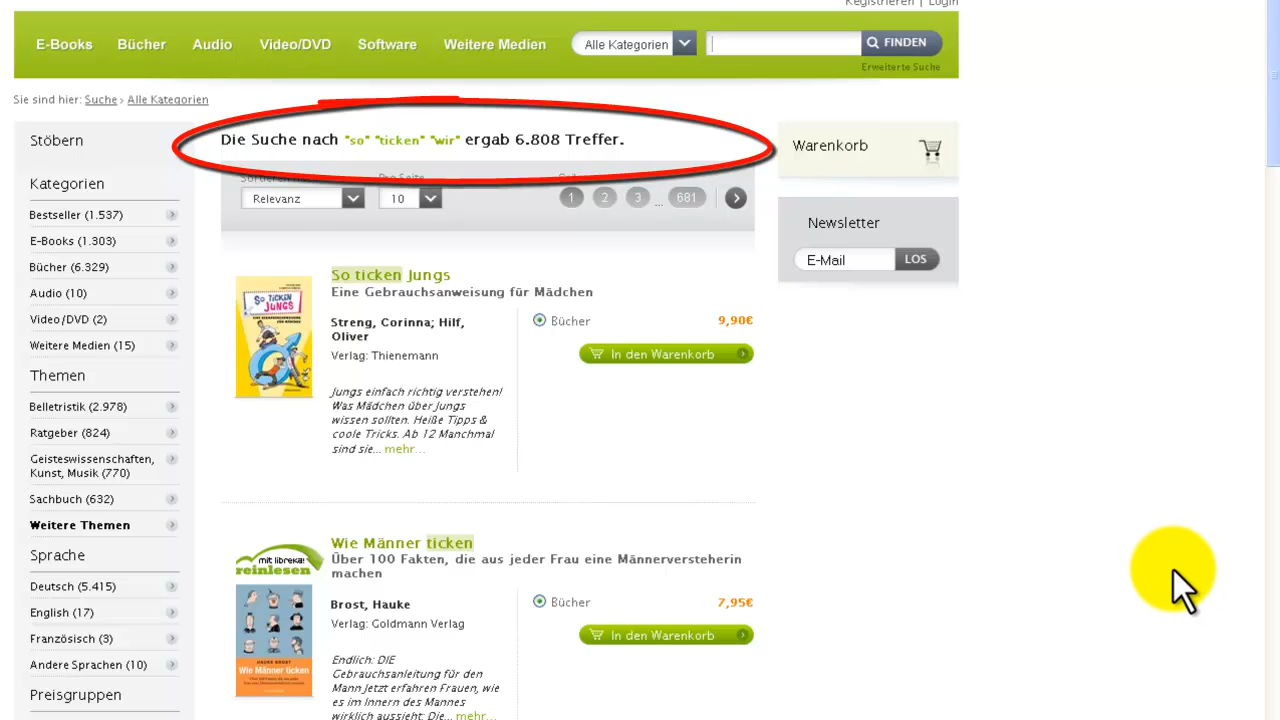 Registrieren | Login
E-Books Bücher Audio Video/DVD Software Weitere Medien Alle Kategorien FINDEN
Erweiterte Suche
Sie sind hier: Suche › Alle Kategorien
Die Suche nach "so" "ticken" "wir" ergab 6.808 Treffer.
Relevanz 10 1 2 3 ... 681
Stöbern
Kategorien
Bestseller (1.537)
E-Books (1.303)
Bücher (6.329)
Audio (10)
Video/DVD (2)
Weitere Medien (15)
Themen
Belletristik (2.978)
Ratgeber (824)
Geisteswissenschaften,
Kunst, Musik (770)
Sachbuch (632)
Weitere Themen
Sprache
Deutsch (5.415)
English (17)
Französisch (3)
Andere Sprachen (10)
Preisgruppen
So ticken Jungs
Eine Gebrauchsanweisung für Mädchen
SO TICKEN
JUNGS
Streng, Corinna; Hilf,
Oliver
Verlag: Thienemann
Jungs einfach richtig verstehen!
Was Mädchen über Jungs
wissen sollten. Heiße Tipps &
coole Tricks. Ab 12 Manchmal
sind sie... mehr...
Bücher 9,90€
In den Warenkorb
Wie Männer ticken
Über 100 Fakten, die aus jeder Frau eine Männerversteherin
machen
mit libreka!
reinlesen
HAUKE BROST
Wie Männer ticken
Brost, Hauke
Verlag: Goldmann Verlag
Endlich: DIE
Gebrauchsanleitung für den
Mann Jetzt erfahren Frauen, wie
es im Innern des Mannes
wirklich aussieht: Die... mehr...
Bücher 7,95€
In den Warenkorb
Warenkorb
Newsletter
E-Mail LOS